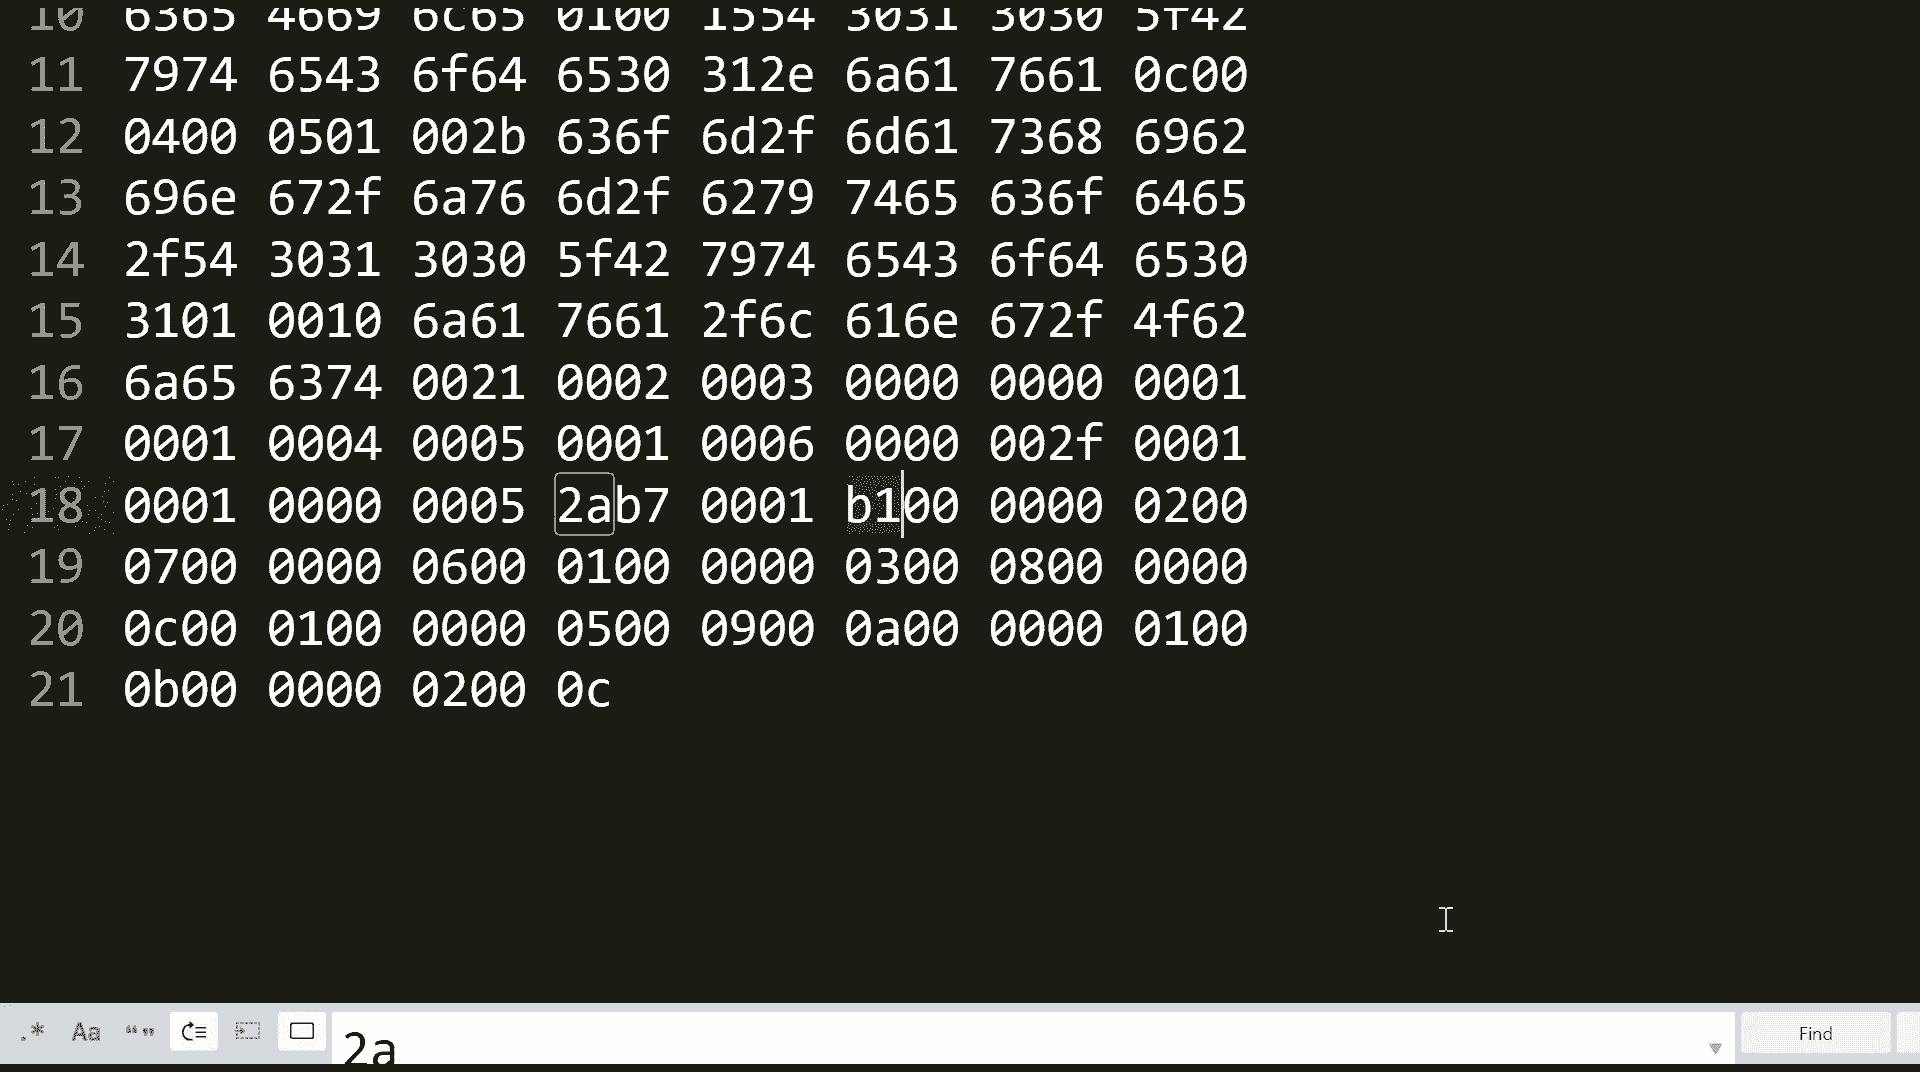 10 6365 4669 6c65 0100 1554 3031 3030 5f42
11 7974 6543 6f64 6530 312e 6a61 7661 0c00
12 0400 0501 002b 636f 6d2f 6d61 7368 6962
13 696e 672f 6a76 6d2f 6279 7465 636f 6465
14 2f54 3031 3030 5f42 7974 6543 6f64 6530
15 3101 0010 6a61 7661 2f6c 616e 672f 4f62
16 6a65 6374 0021 0002 0003 0000 0000 0001
17 0001 0004 0005 0001 0006 0000 002f 0001
18 0001 0000 0005 2ab7 0001 b100 0000 0200
19 0700 0000 0600 0100 0000 0300 0800 0000
20 0c00 0100 0000 0500 0900 0a00 0000 0100
21 0b00 0000 0200 0c
.* Aa “” 2a Find